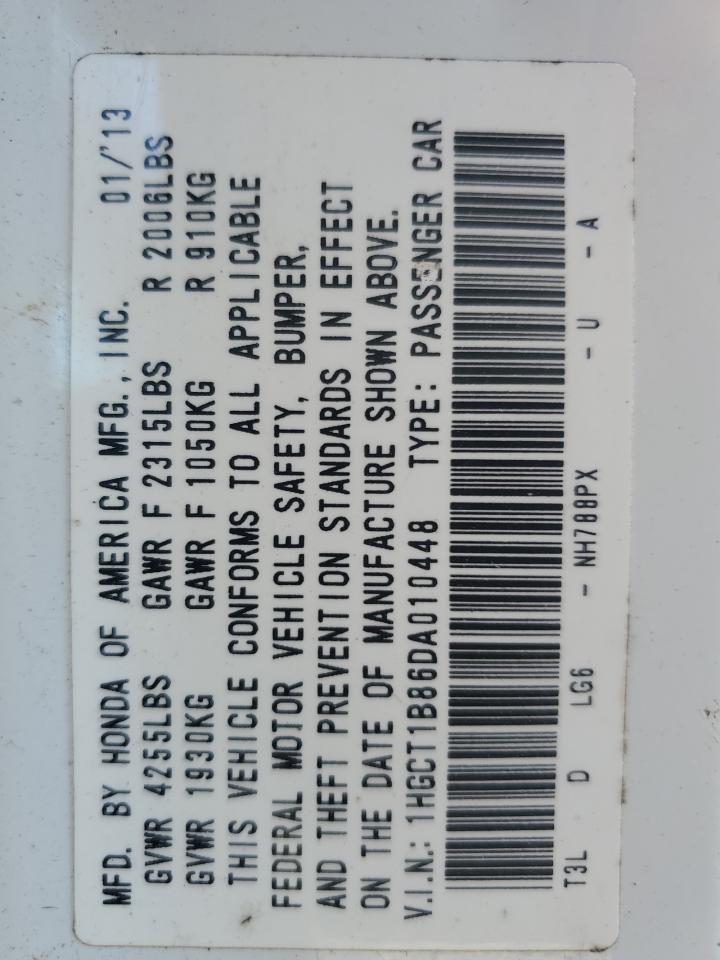 MFD. BY HONDA OF AMERICA MFG., INC. 01/'13
GVWR 4255LBS GAWR F 2315LBS R 2006LBS
GVWR 1930KG GAWR F 1050KG R 910KG
THIS VEHICLE CONFORMS TO ALL APPLICABLE
FEDERAL MOTOR VEHICLE SAFETY, BUMPER,
AND THEFT PREVENTION STANDARDS IN EFFECT
ON THE DATE OF MANUFACTURE SHOWN ABOVE.
V.I.N.: 1HGCT1B86DA010448 TYPE: PASSENGER CAR
T3L D LG6 - NH788PX - U - A